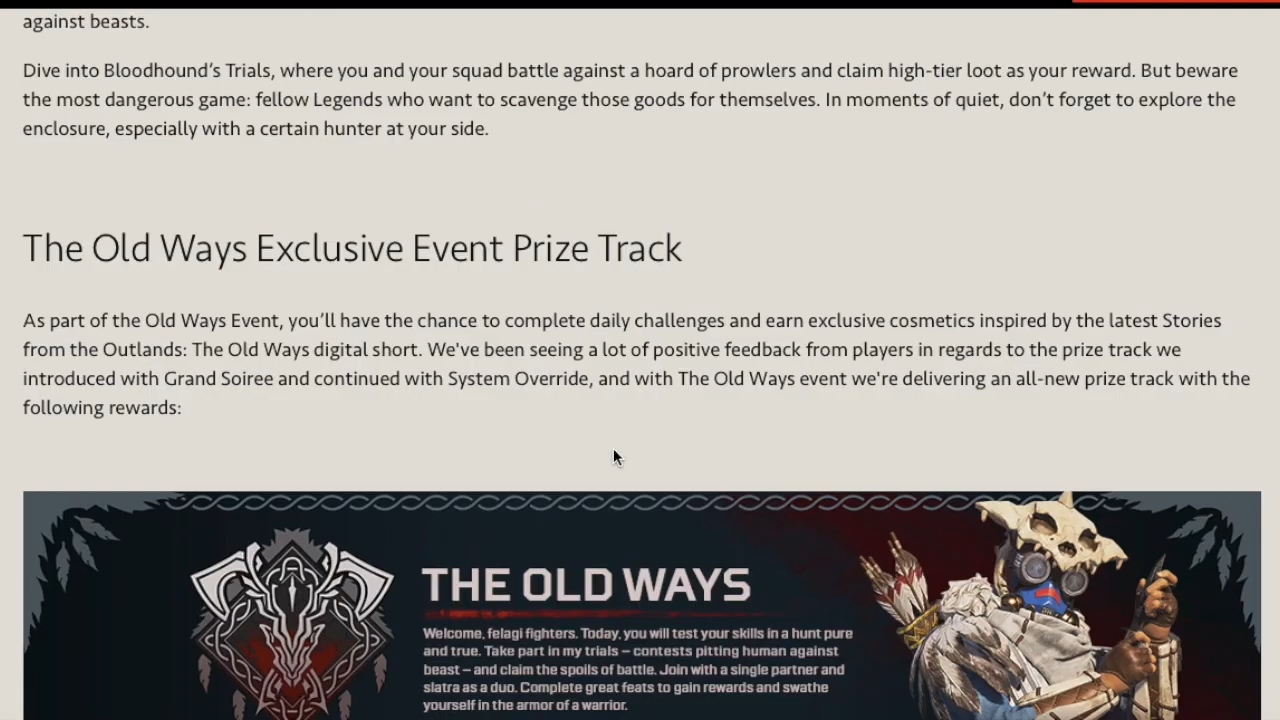 against beasts.
Dive into Bloodhound’s Trials, where you and your squad battle against a hoard of prowlers and claim high-tier loot as your reward. But beware
the most dangerous game: fellow Legends who want to scavenge those goods for themselves. In moments of quiet, don’t forget to explore the
enclosure, especially with a certain hunter at your side.
The Old Ways Exclusive Event Prize Track
As part of the Old Ways Event, you’ll have the chance to complete daily challenges and earn exclusive cosmetics inspired by the latest Stories
from the Outlands: The Old Ways digital short. We've been seeing a lot of positive feedback from players in regards to the prize track we
introduced with Grand Soiree and continued with System Override, and with The Old Ways event we're delivering an all-new prize track with the
following rewards:
THE OLD WAYS
Welcome, felagi fighters. Today, you will test your skills in a hunt pure
and true. Take part in my trials – contests pitting human against
beast – and claim the spoils of battle. Join with a single partner and
slatra as a duo. Complete great feats to gain rewards and swathe
yourself in the armor of a warrior.